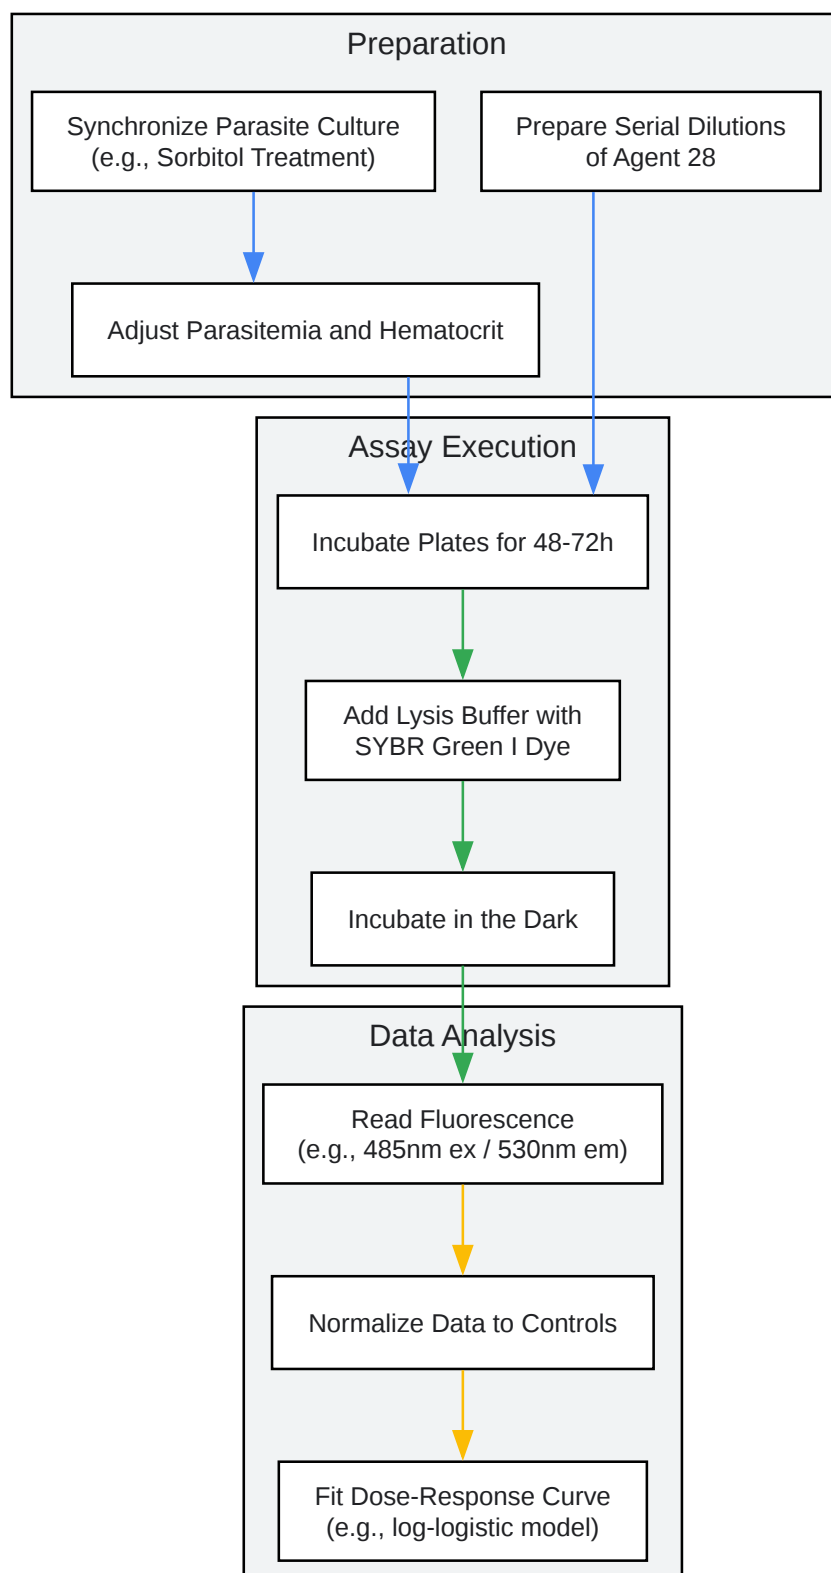 Preparation
Synchronize Parasite Culture
(e.g., Sorbitol Treatment)
Prepare Serial Dilutions
of Agent 28
Adjust Parasitemia and Hematocrit
Assay Execution
Incubate Plates for 48-72h
Add Lysis Buffer with
SYBR Green I Dye
Incubate in the Dark
Data Analysis
Read Fluorescence
(e.g., 485nm ex / 530nm em)
Normalize Data to Controls
Fit Dose-Response Curve
(e.g., log-logistic model)